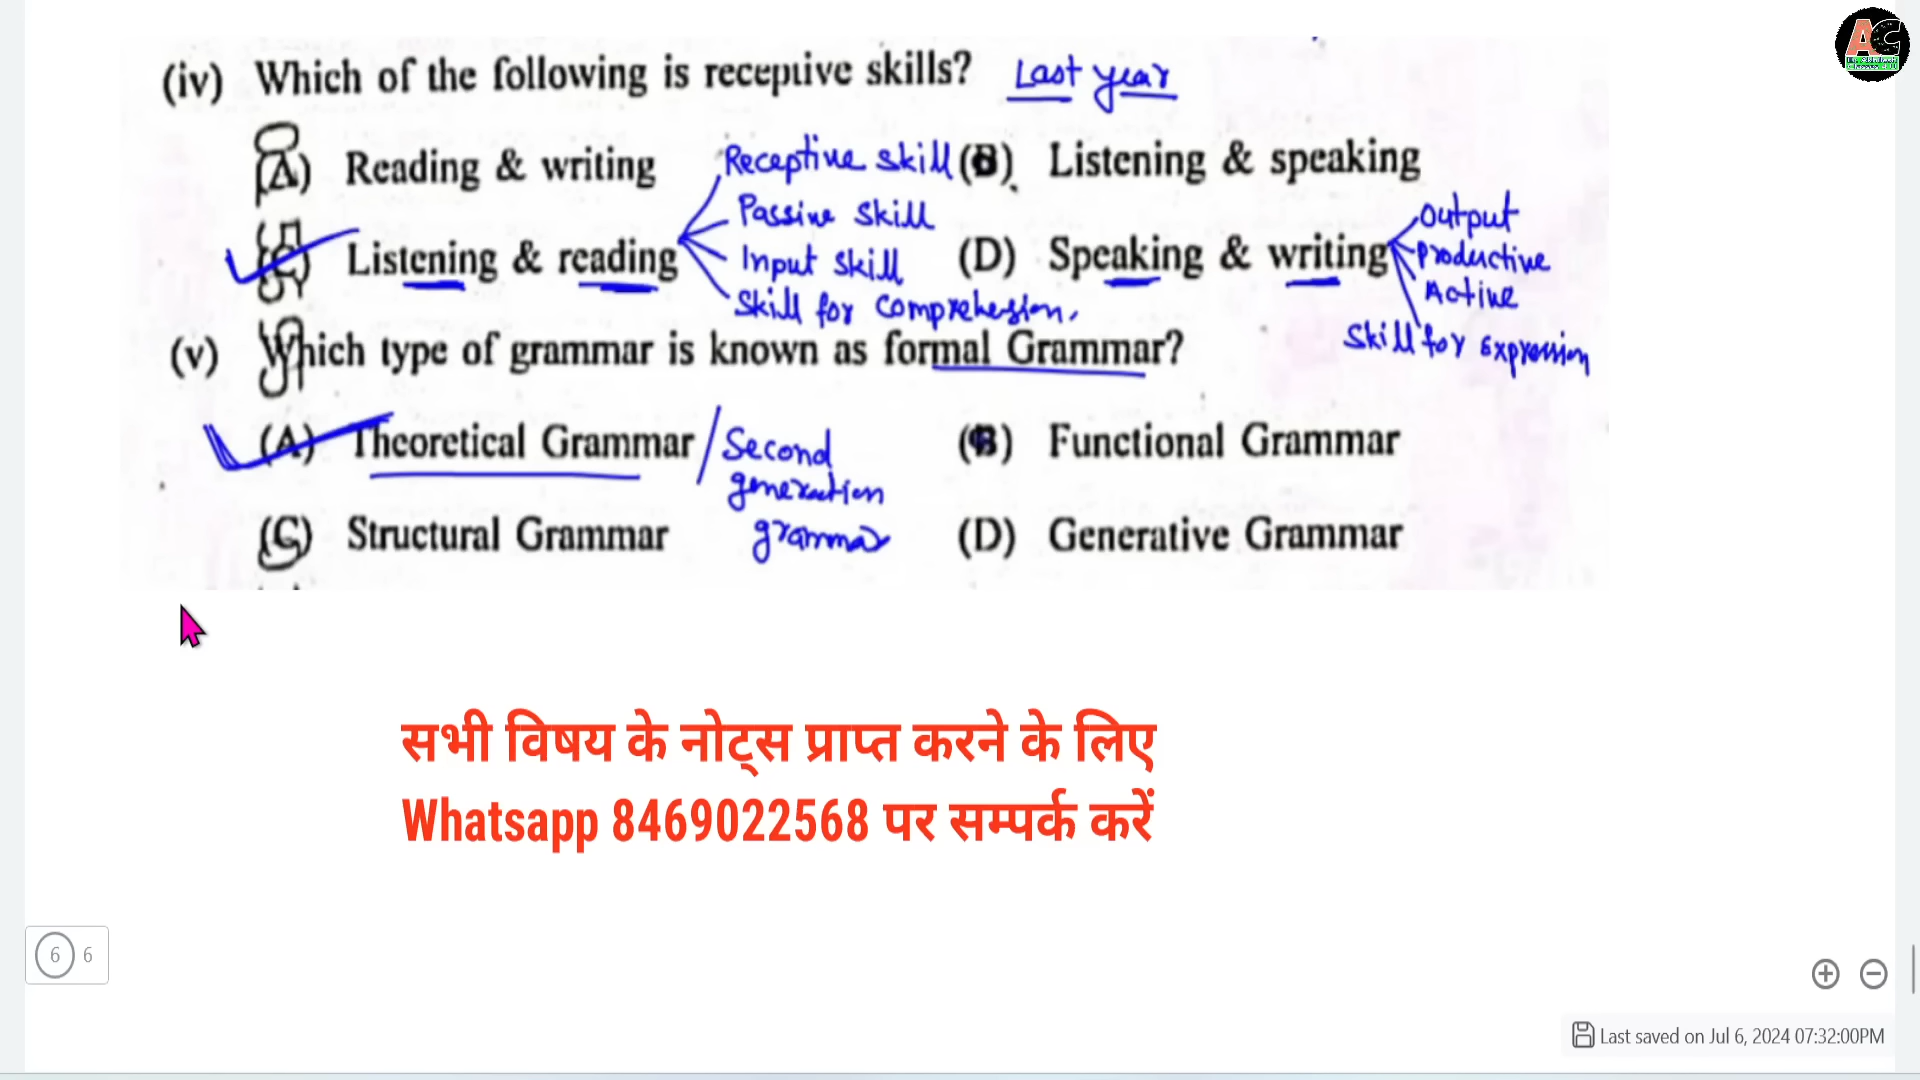 (iv) Which of the following is receptive skills? Last year
(A) Reading & writing Receptive skill (B) Listening & speaking
Passive skill Output
(C) Listening & reading Input skill (D) Speaking & writing Productive
Active
Skill for Comprehension. Skill for Expression
(v) Which type of grammar is known as formal Grammar?
(A) Theoretical Grammar / Second (B) Functional Grammar
generation
(C) Structural Grammar grammar (D) Generative Grammar
सभी विषय के नोट्स प्राप्त करने के लिए
Whatsapp 8469022568 पर सम्पर्क करें
6 6
Last saved on Jul 6, 2024 07:32:00PM
AC